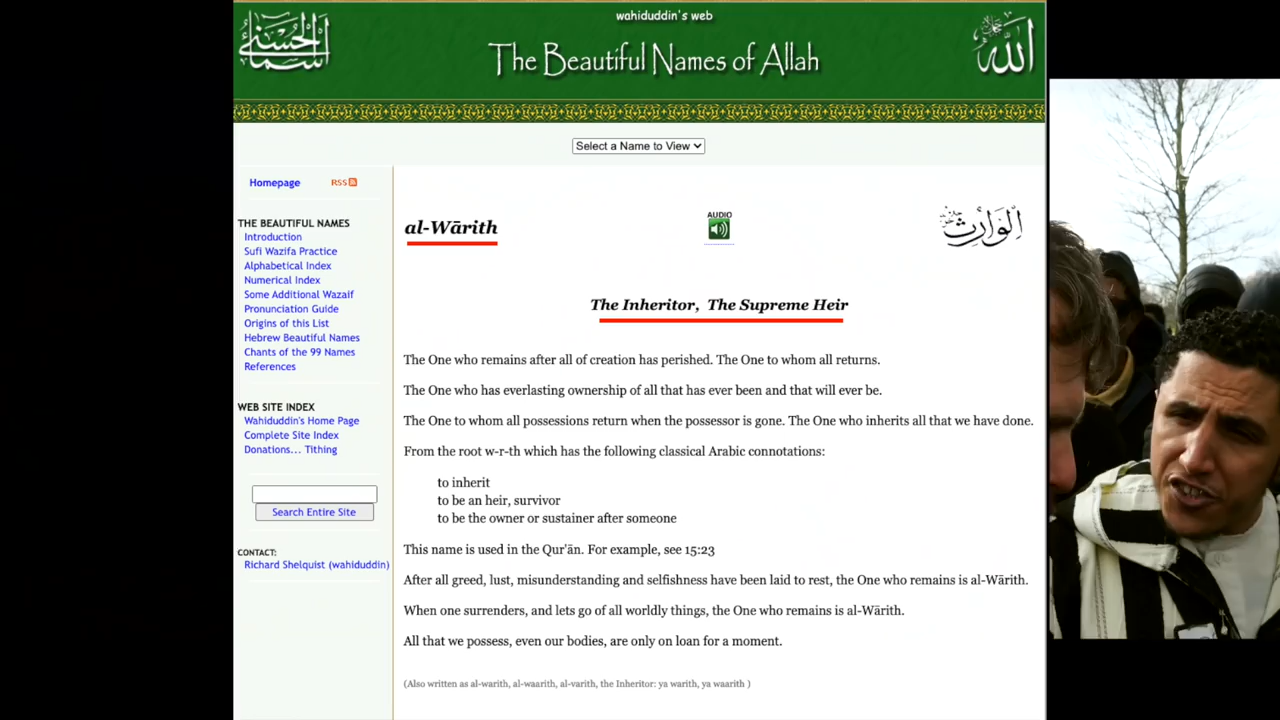 wahiduddin's web
The Beautiful Names of Allah
الله
Select a Name to View
Homepage
RSS
THE BEAUTIFUL NAMES
Introduction
Sufi Wazifa Practice
Alphabetical Index
Numerical Index
Some Additional Wazaif
Pronunciation Guide
Origins of this List
Hebrew Beautiful Names
Chants of the 99 Names
References
WEB SITE INDEX
Wahiduddin's Home Page
Complete Site Index
Donations... Tithing
Search Entire Site
CONTACT:
Richard Shelquist (wahiduddin)
al-Wārith
AUDIO
الوارث
The Inheritor, The Supreme Heir
The One who remains after all of creation has perished. The One to whom all returns.
The One who has everlasting ownership of all that has ever been and that will ever be.
The One to whom all possessions return when the possessor is gone. The One who inherits all that we have done.
From the root w-r-th which has the following classical Arabic connotations:
to inherit
to be an heir, survivor
to be the owner or sustainer after someone
This name is used in the Qur'ān. For example, see 15:23
After all greed, lust, misunderstanding and selfishness have been laid to rest, the One who remains is al-Wārith.
When one surrenders, and lets go of all worldly things, the One who remains is al-Wārith.
All that we possess, even our bodies, are only on loan for a moment.
(Also written as al-warith, al-waarith, al-varith, the Inheritor: ya warith, ya waarith )